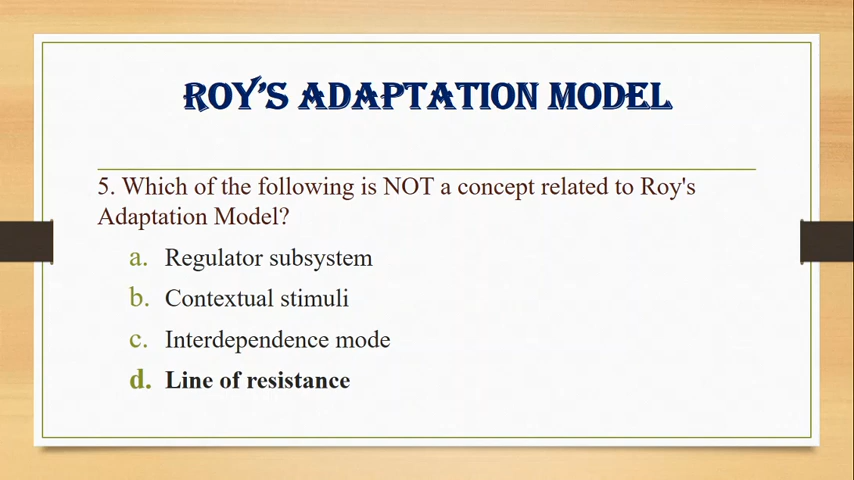 ROY'S ADAPTATION MODEL
5. Which of the following is NOT a concept related to Roy's
Adaptation Model?
a. Regulator subsystem
b. Contextual stimuli
c. Interdependence mode
d. Line of resistance